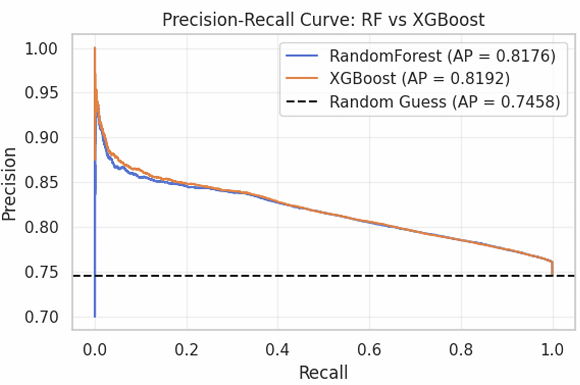 Precision-Recall Curve: RF vs XGBoost
1.00
0.95
0.90
0.85
0.80
0.75
0.70
Precision
RandomForest (AP = 0.8176)
XGBoost (AP = 0.8192)
Random Guess (AP = 0.7458)
0.0 0.2 0.4 0.6 0.8 1.0
Recall